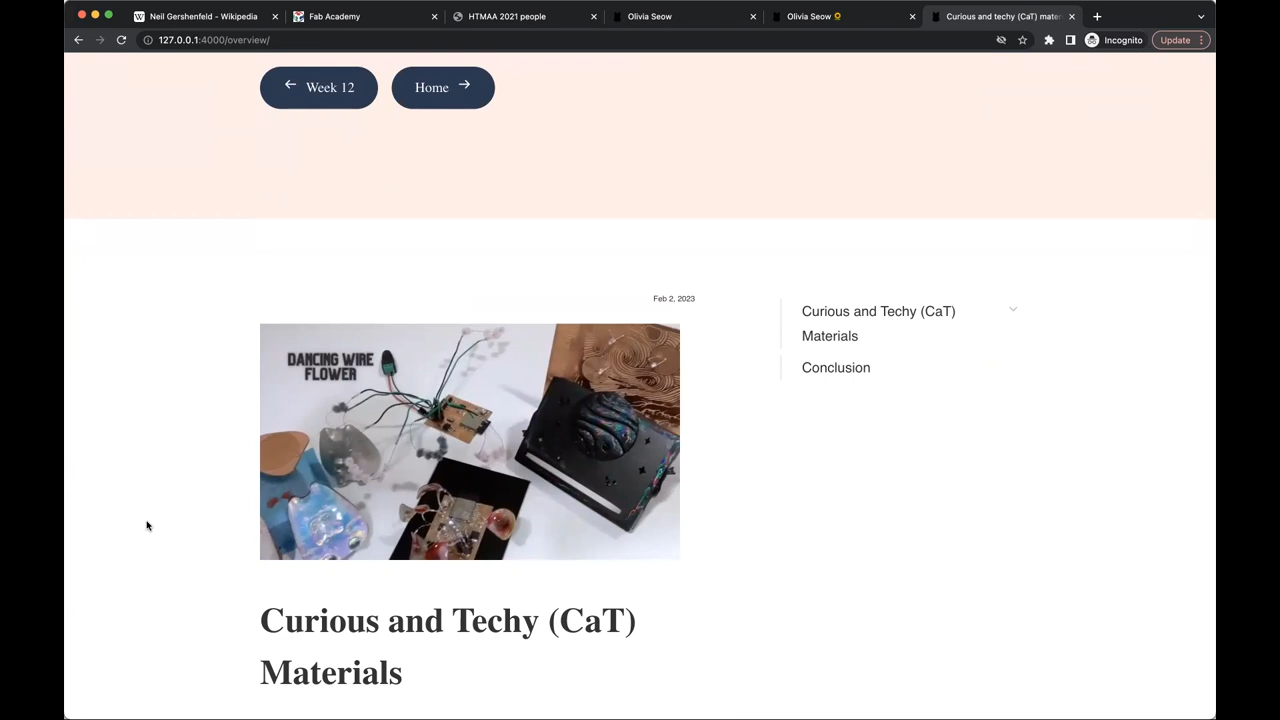 Neil Gershenfeld - Wikipedia
Fab Academy
HTMAA 2021 people
Olivia Seow
Olivia Seow
Curious and techy (CaT) mater
127.0.0.1:4000/overview/
Incognito
Update
← Week 12
Home →
Feb 2, 2023
DANCING WIRE
FLOWER
Curious and Techy (CaT)
Materials
Conclusion
Curious and Techy (CaT)
Materials